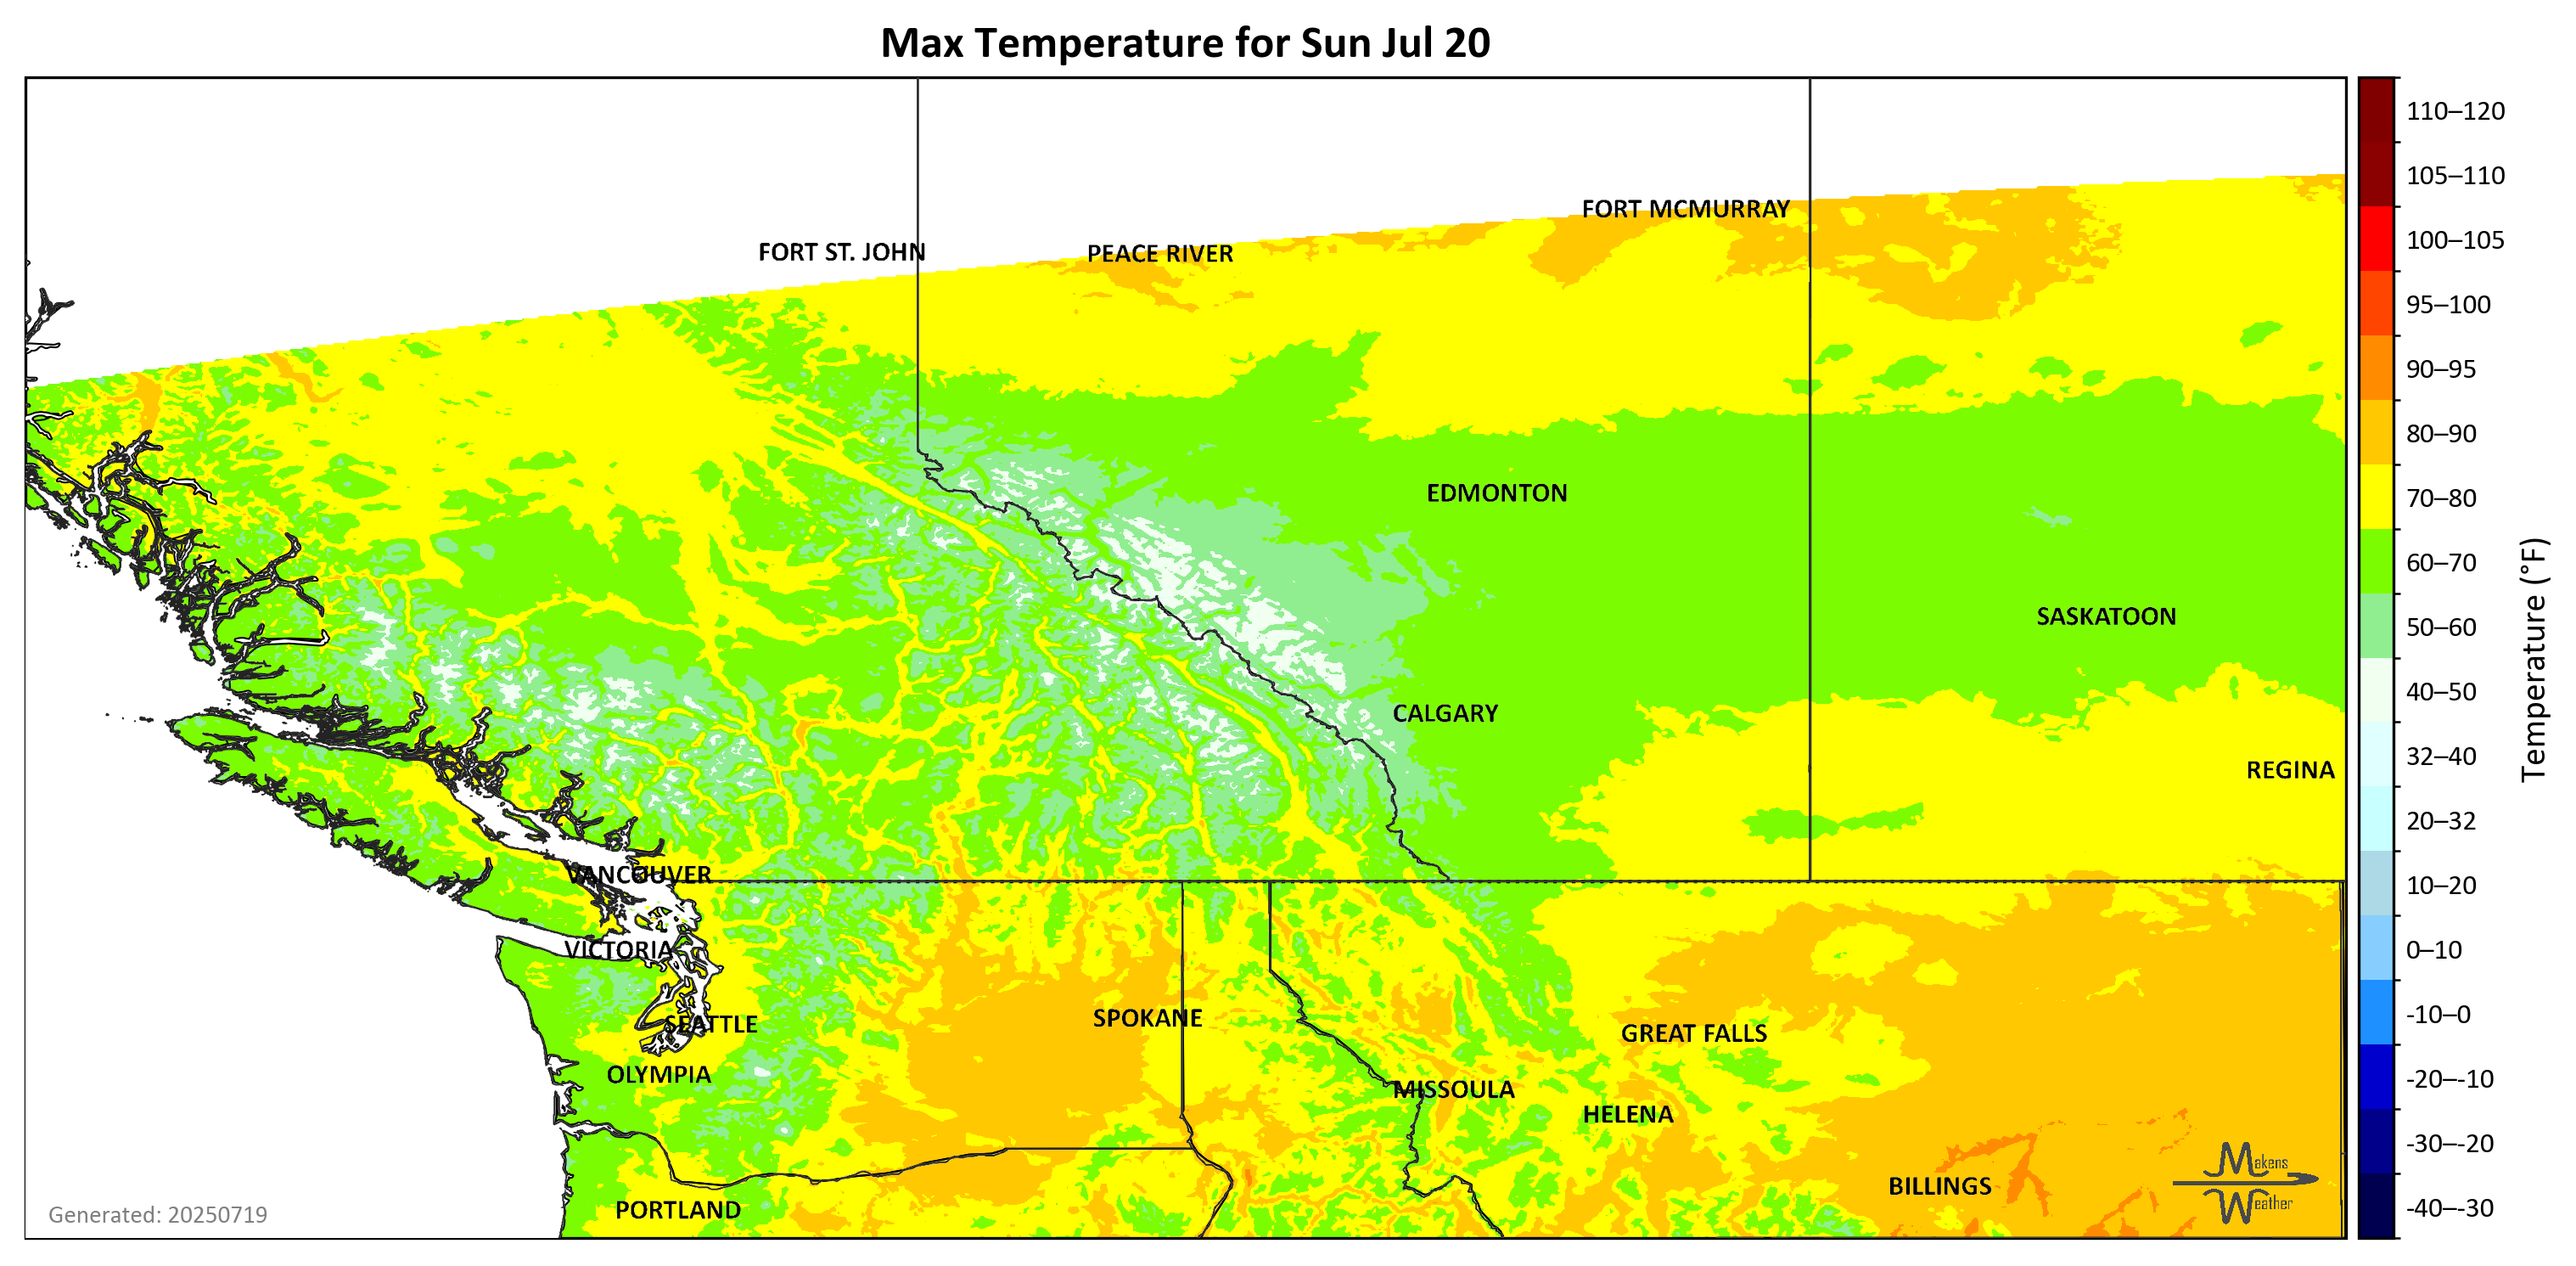 Max Temperature for Sun Jul 20
FORT MCMURRAY
FORT ST. JOHN
PEACE RIVER
EDMONTON
SASKATOON
CALGARY
REGINA
VANCOUVER
VICTORIA
SEATTLE
SPOKANE
GREAT FALLS
OLYMPIA
MISSOULA
HELENA
BILLINGS
PORTLAND
Makens
Weather
Generated: 20250719
110–120
105–110
100–105
95–100
90–95
80–90
70–80
60–70
50–60
40–50
32–40
20–32
10–20
0–10
-10–0
-20–-10
-30–-20
-40–-30
Temperature (°F)